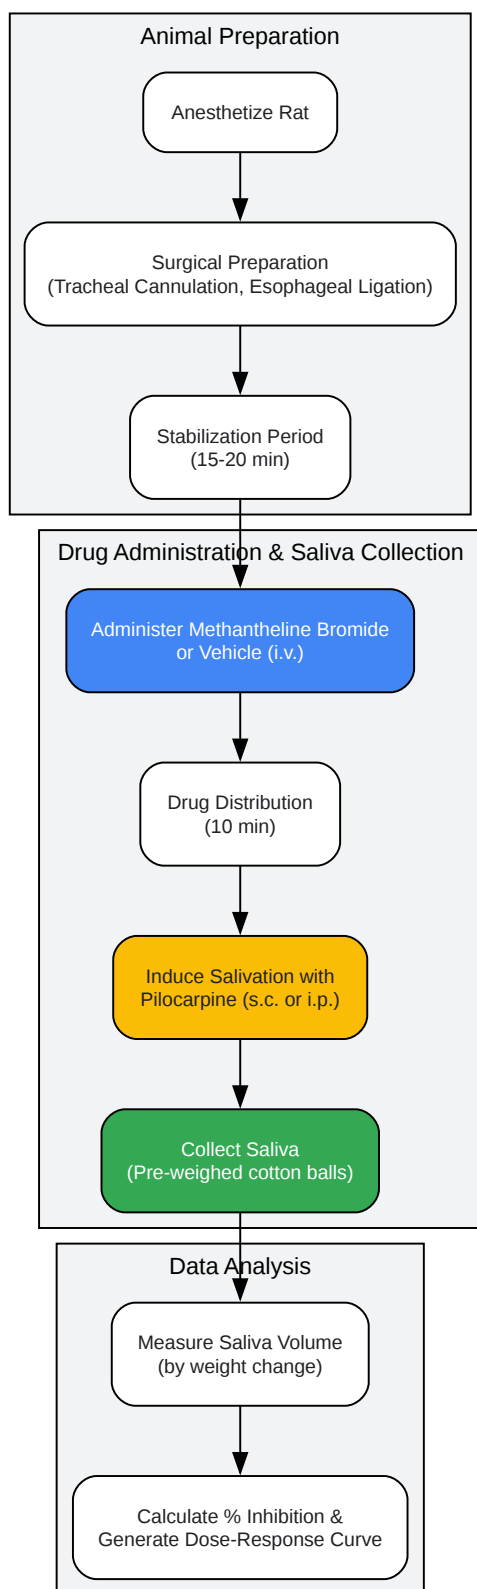 Animal Preparation
Anesthetize Rat
Surgical Preparation
(Tracheal Cannulation, Esophageal Ligation)
Stabilization Period
(15-20 min)
Drug Administration & Saliva Collection
Administer Methantheline Bromide
or Vehicle (i.v.)
Drug Distribution
(10 min)
Induce Salivation with
Pilocarpine (s.c. or i.p.)
Collect Saliva
(Pre-weighed cotton balls)
Data Analysis
Measure Saliva Volume
(by weight change)
Calculate % Inhibition &
Generate Dose-Response Curve